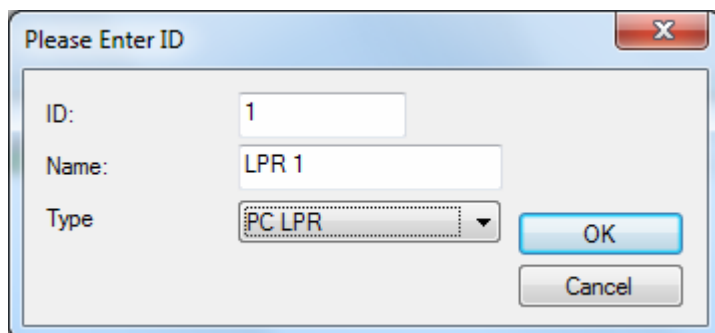 Please Enter ID
ID: 1
Name: LPR 1
Type PC LPR
OK
Cancel